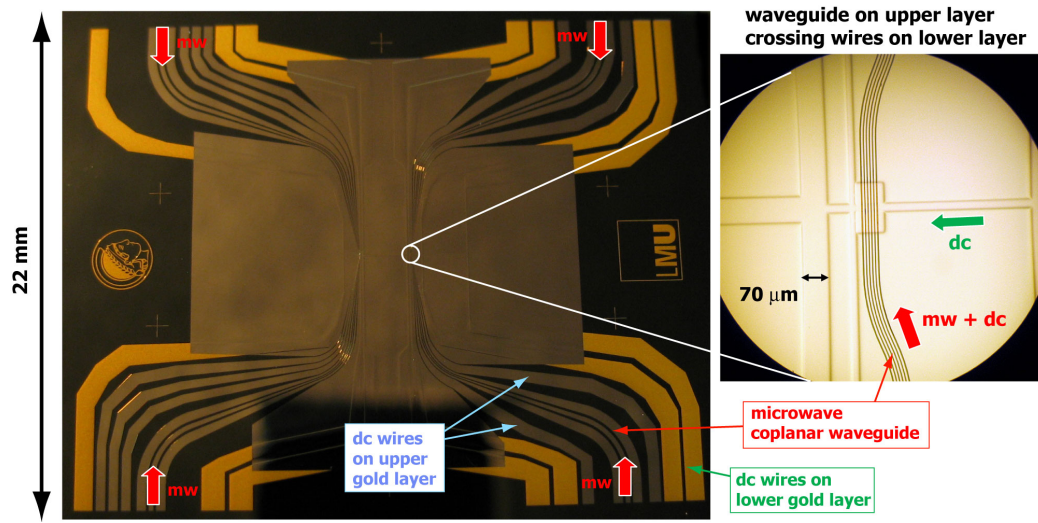 waveguide on upper layer
crossing wires on lower layer
mw
mw
22 mm
LMU
dc
70 μm
mw + dc
dc wires
on upper
gold layer
microwave
coplanar waveguide
mw
mw
dc wires on
lower gold layer